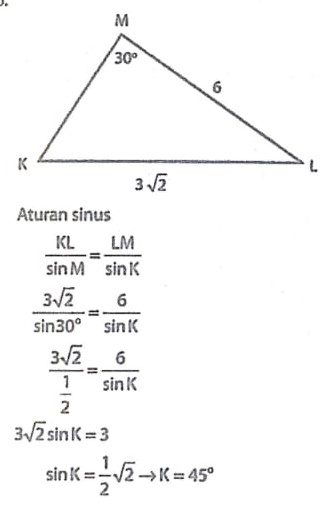 M
30°
6
K
L
3√2
Aturan sinus
KL/sin M = LM/sin K
3√2/sin30° = 6/sin K
3√2/(1/2) = 6/sin K
3√2 sin K = 3
sin K = 1/2 √2 → K = 45°